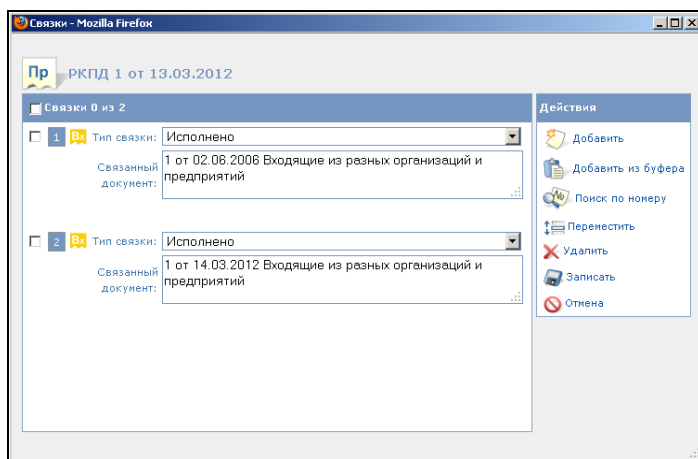 Связки - Mozilla Firefox
Пр РКПД 1 от 13.03.2012
Связки 0 из 2
1 Вх Тип связки: Исполнено
Связанный документ: 1 от 02.06.2006 Входящие из разных организаций и
предприятий
2 Вх Тип связки: Исполнено
Связанный документ: 1 от 14.03.2012 Входящие из разных организаций и
предприятий
Действия
Добавить
Добавить из буфера
№ Поиск по номеру
Переместить
Удалить
Записать
Отмена